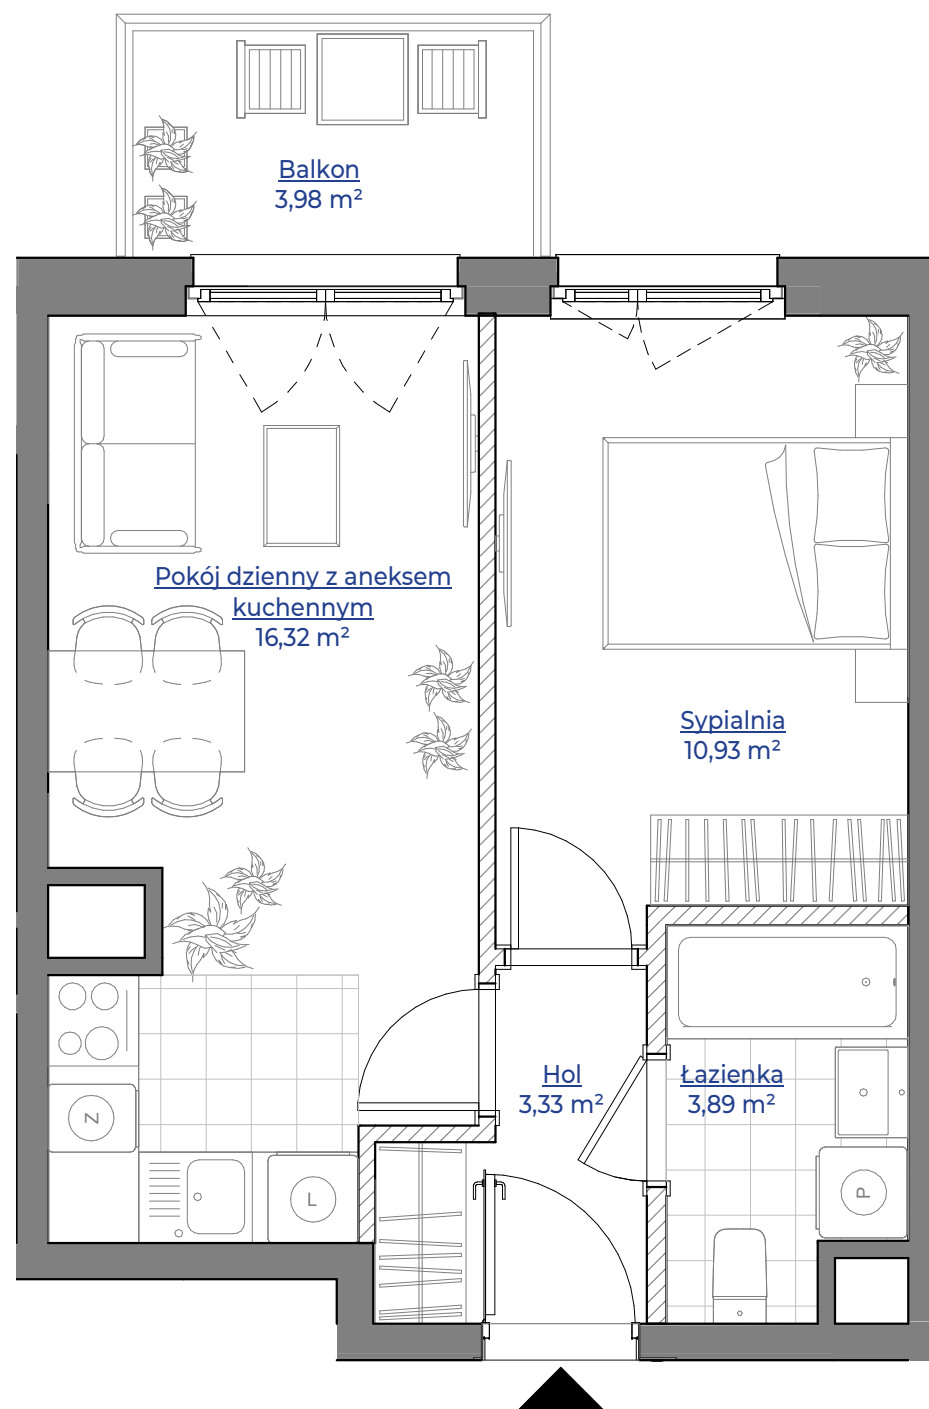 Balkon
3,98 m²
Pokój dzienny z aneksem
kuchennym
16,32 m²
Sypialnia
10,93 m²
Hol
3,33 m²
Łazienka
3,89 m²
Z
L
P